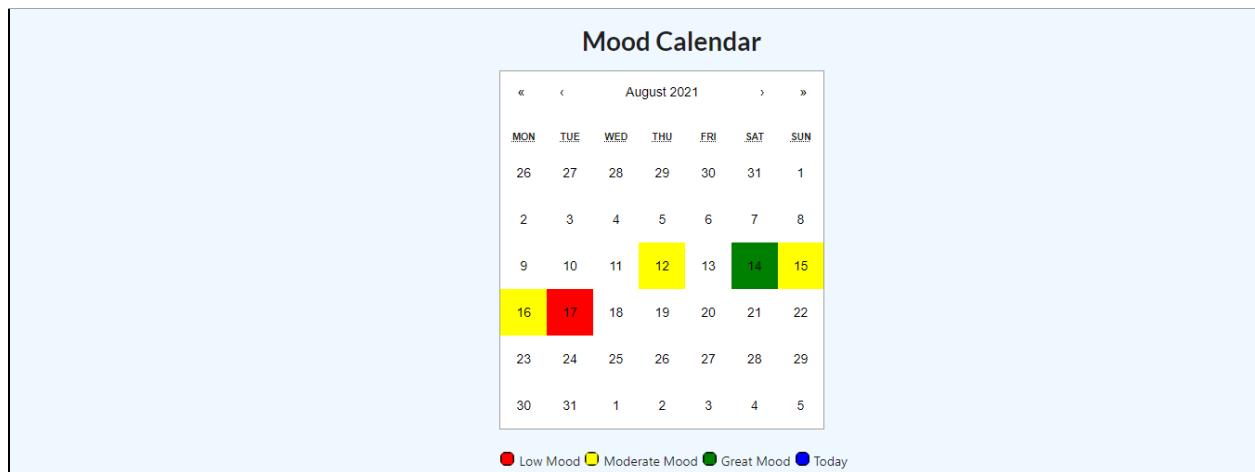 Mood Calendar
« ‹ August 2021 › »
MON TUE WED THU FRI SAT SUN
26 27 28 29 30 31 1
2 3 4 5 6 7 8
9 10 11 12 13 14 15
16 17 18 19 20 21 22
23 24 25 26 27 28 29
30 31 1 2 3 4 5
Low Mood Moderate Mood Great Mood Today